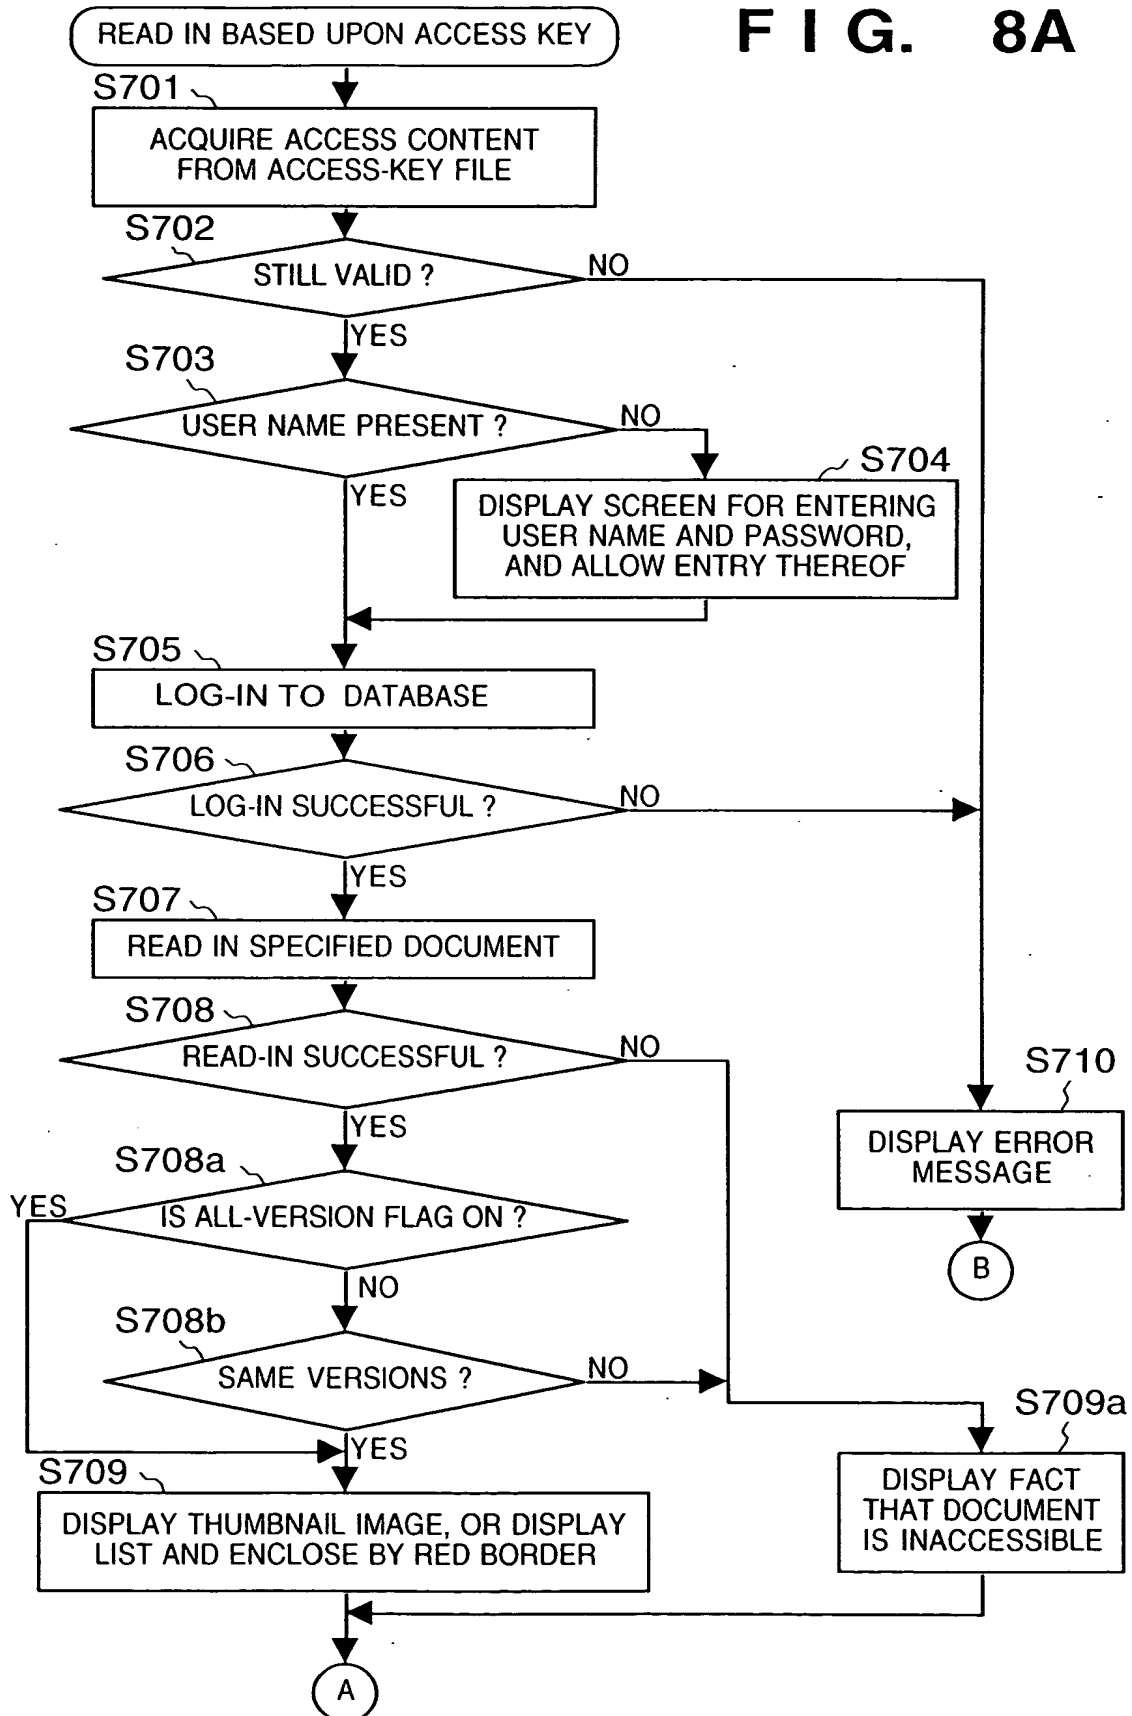 READ IN BASED UPON ACCESS KEY
F I G. 8A
S701
ACQUIRE ACCESS CONTENT
FROM ACCESS-KEY FILE
S702
STILL VALID ?
NO
YES
S703
USER NAME PRESENT ?
NO
YES
S704
DISPLAY SCREEN FOR ENTERING
USER NAME AND PASSWORD,
AND ALLOW ENTRY THEREOF
S705
LOG-IN TO DATABASE
S706
LOG-IN SUCCESSFUL ?
NO
YES
S707
READ IN SPECIFIED DOCUMENT
S708
READ-IN SUCCESSFUL ?
NO
YES
S710
DISPLAY ERROR
MESSAGE
B
S708a
YES
IS ALL-VERSION FLAG ON ?
NO
S708b
SAME VERSIONS ?
NO
YES
S709a
DISPLAY FACT
THAT DOCUMENT
IS INACCESSIBLE
S709
DISPLAY THUMBNAIL IMAGE, OR DISPLAY
LIST AND ENCLOSE BY RED BORDER
A